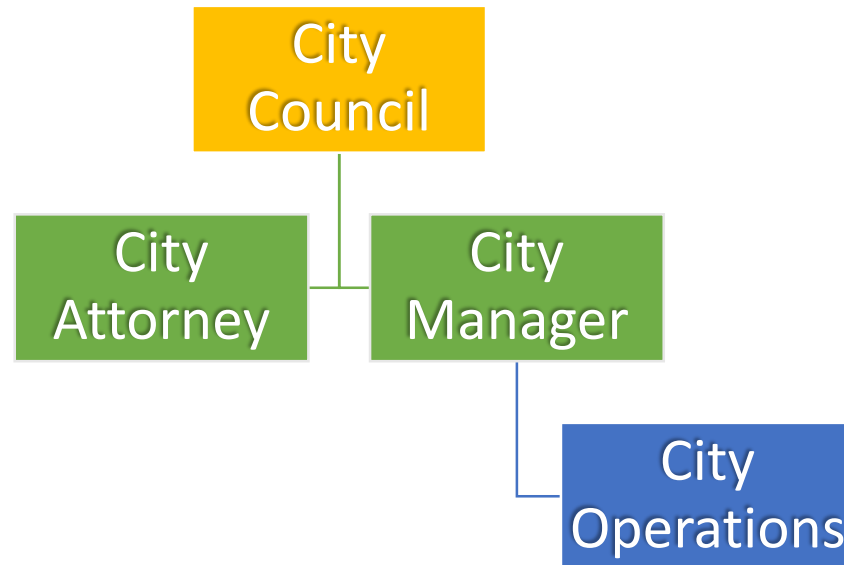 City
Council
City
Attorney
City
Manager
City
Operations